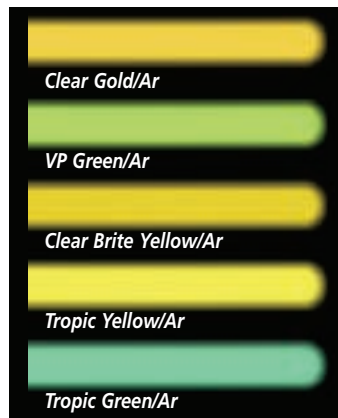 Clear Gold/Ar
VP Green/Ar
Clear Brite Yellow/Ar
Tropic Yellow/Ar
Tropic Green/Ar